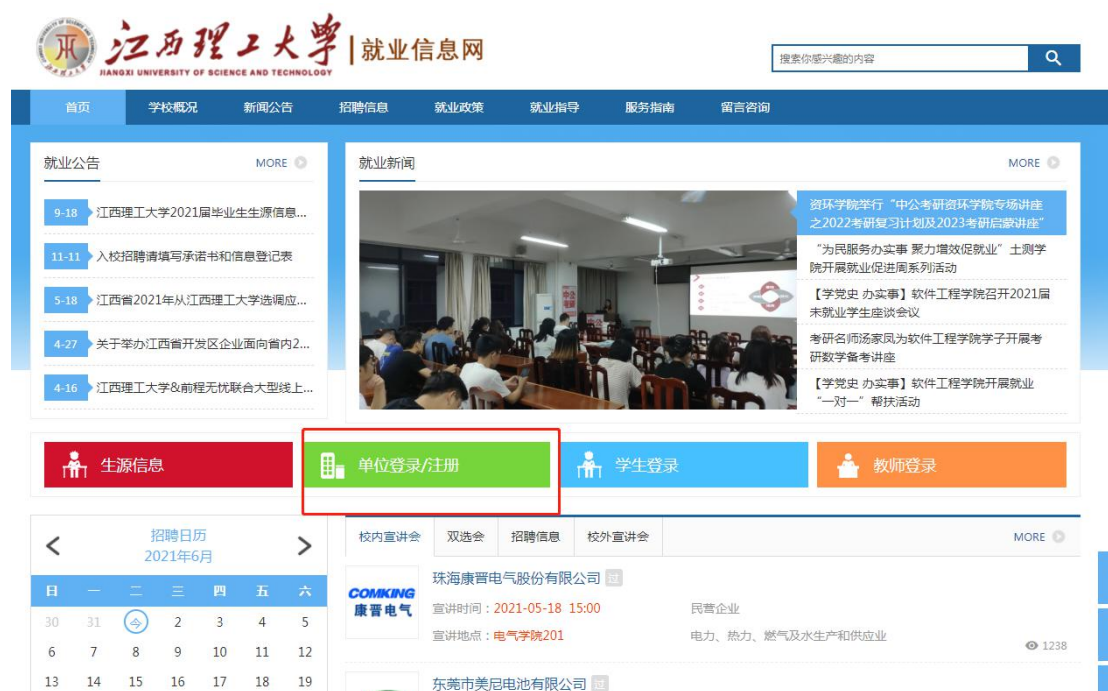 江西理工大学
JIANGXI UNIVERSITY OF SCIENCE AND TECHNOLOGY
就业信息网
搜索你感兴趣的内容
首页 学校概况 新闻公告 招聘信息 就业政策 就业指导 服务指南 留言咨询
就业公告 MORE
9-18 江西理工大学2021届毕业生生源信息...
11-11 入校招聘请填写承诺书和信息登记表
5-18 江西省2021年从江西理工大学选调应...
4-27 关于举办江西省开发区企业面向省内2...
4-16 江西理工大学&前程无忧联合大型线上...
就业新闻 MORE
资环学院举行“中公考研资环学院专场讲座
之2022考研复习计划及2023考研启蒙讲座”
“为民服务办实事 聚力增效促就业”土测学
院开展就业促进周系列活动
【学党史 办实事】软件工程学院召开2021届
未就业学生座谈会议
考研名师汤家凤为软件工程学院学子开展考
研数学备考讲座
【学党史 办实事】软件工程学院开展就业
“一对一”帮扶活动
生源信息 单位登录/注册 学生登录 教师登录
招聘日历
2021年6月
日 一 二 三 四 五 六
30 31 今 2 3 4 5
6 7 8 9 10 11 12
13 14 15 16 17 18 19
校内宣讲会 双选会 招聘信息 校外宣讲会 MORE
COMKING
康晋电气
珠海康晋电气股份有限公司 过
宣讲时间：2021-05-18 15:00 民营企业
宣讲地点：电气学院201 电力、热力、燃气及水生产和供应业 1238
东莞市美尼电池有限公司 过